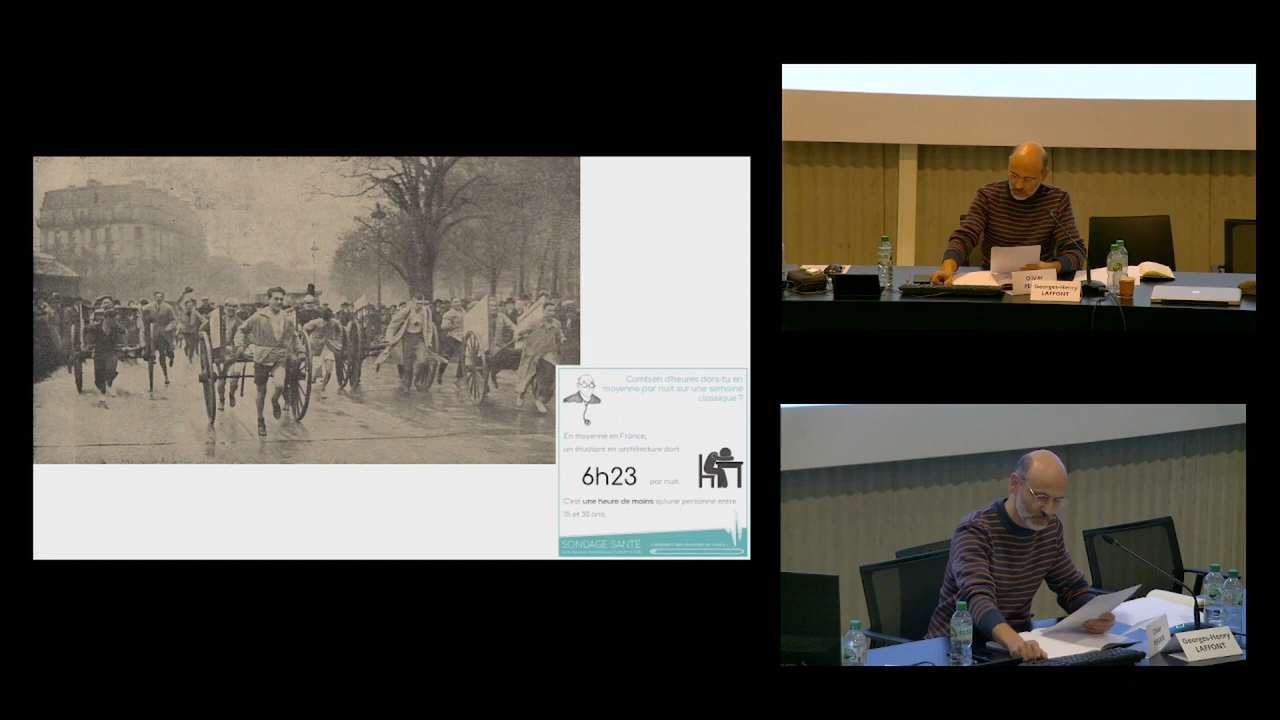 Combien d'heures dors-tu en
moyenne par nuit sur une semaine
classique ?
En moyenne en France,
un étudiant en architecture dort
6h23 par nuit.
C'est une heure de moins qu'une personne entre
15 et 30 ans.
SONDAGE SANTÉ
Olivier
Georges-Henry
LAFFONT
Olivier
Georges-Henry
LAFFONT